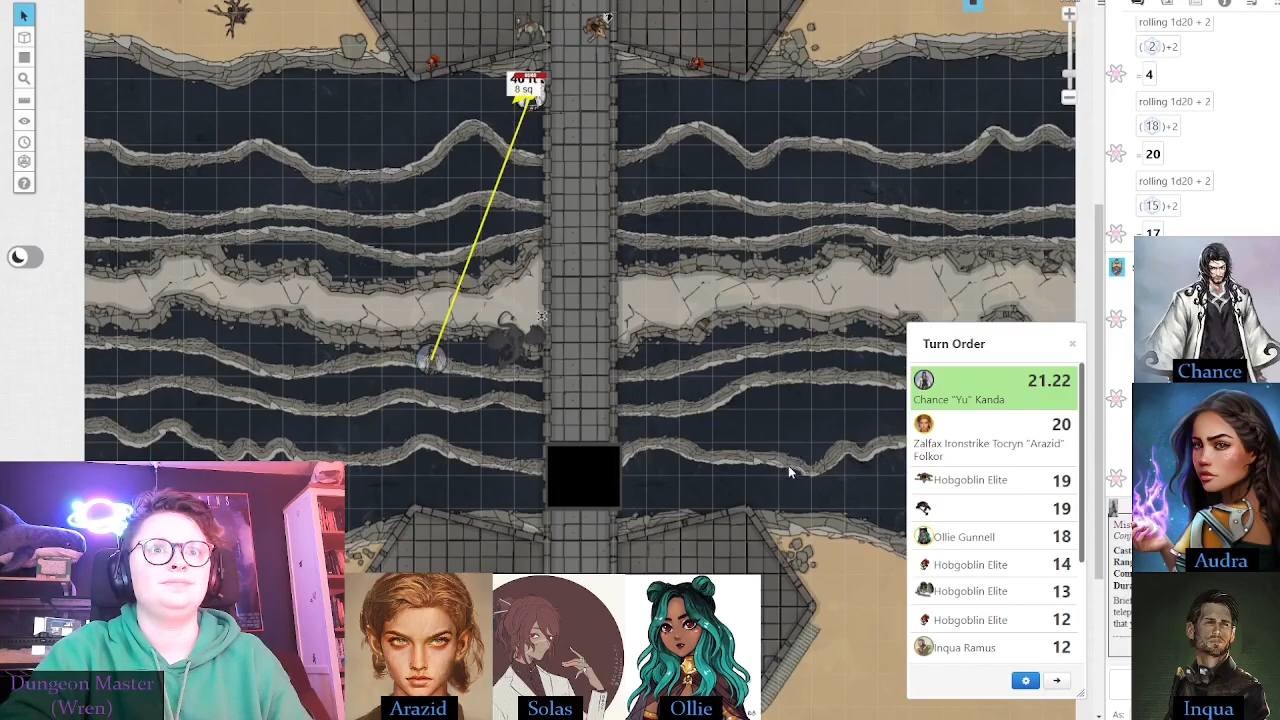 rolling 1d20 + 2
(2)+2
= 4
rolling 1d20 + 2
(18)+2
= 20
rolling 1d20 + 2
(15)+2
= 17
40 ft
8 sq
Turn Order
21.22
Chance "Yu" Kanda
20
Zalfax Ironstrike Tocryn "Arazid"
Folkor
Hobgoblin Elite 19
19
Ollie Gunnell 18
Hobgoblin Elite 14
Hobgoblin Elite 13
Hobgoblin Elite 12
Inqua Ramus 12
Chance
Audra
Inqua
As:
Dungeon Master
(Wren)
Arazid
Solas
Ollie